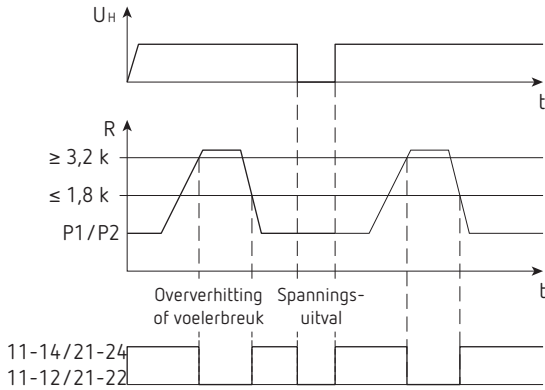 UH
t
R
≥ 3,2 k
≤ 1,8 k
P1/P2
t
Oververhitting Spannings-
of voelerbreuk uitval
11-14/21-24
11-12/21-22